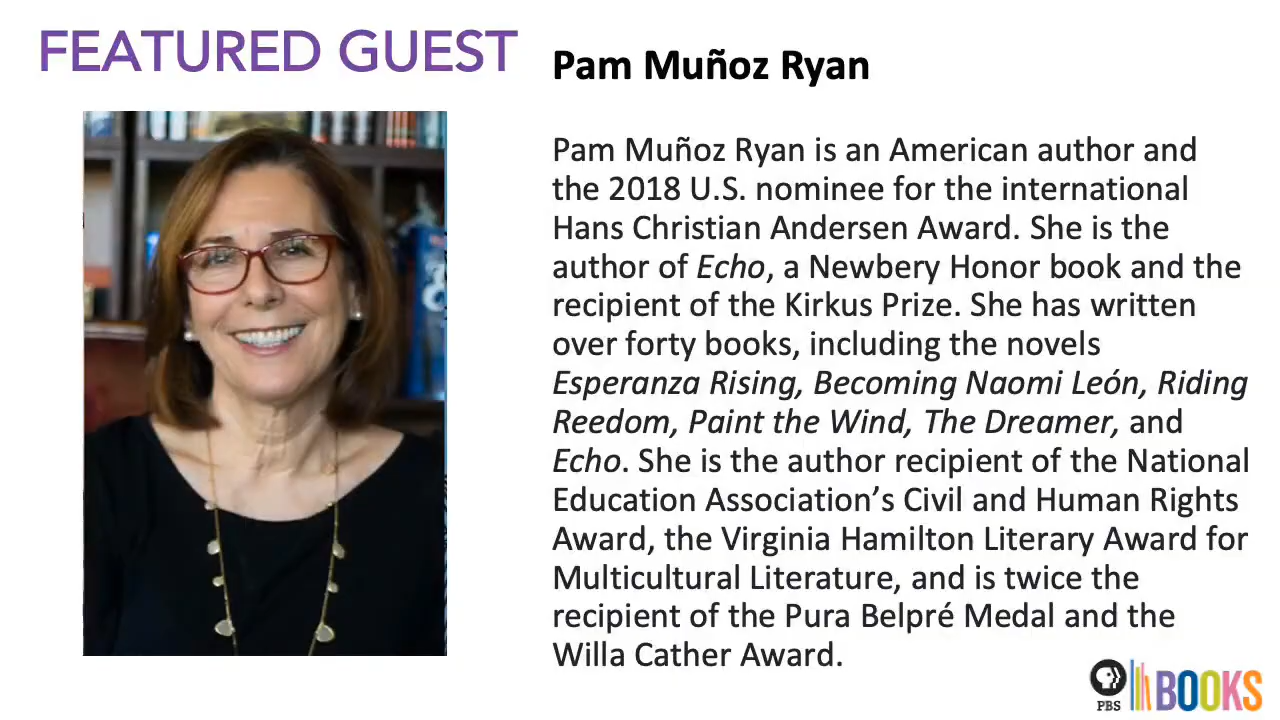 FEATURED GUEST
Pam Muñoz Ryan
Pam Muñoz Ryan is an American author and
the 2018 U.S. nominee for the international
Hans Christian Andersen Award. She is the
author of Echo, a Newbery Honor book and the
recipient of the Kirkus Prize. She has written
over forty books, including the novels
Esperanza Rising, Becoming Naomi León, Riding
Reedom, Paint the Wind, The Dreamer, and
Echo. She is the author recipient of the National
Education Association’s Civil and Human Rights
Award, the Virginia Hamilton Literary Award for
Multicultural Literature, and is twice the
recipient of the Pura Belpré Medal and the
Willa Cather Award.
PBS BOOKS